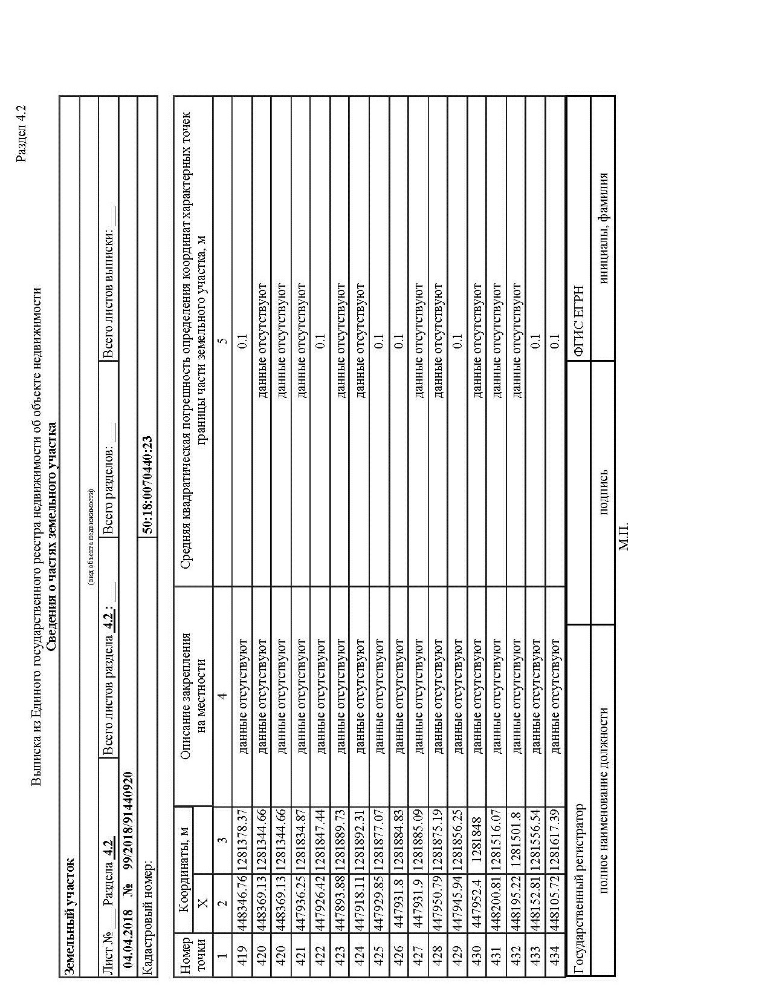 Раздел 4.2
Выписка из Единого государственного реестра недвижимости об объекте недвижимости
Сведения о частях земельного участка
Земельный участок
(вид объекта недвижимости)
Лист № ___ Раздела 4.2 Всего листов раздела 4.2 : ___ Всего разделов: ___ Всего листов выписки: ___
04.04.2018 № 99/2018/91440920
Кадастровый номер: 50:18:0070440:23
Номер Координаты, м Описание закрепления Средняя квадратическая погрешность определения координат характерных точек
точки X на местности границы части земельного участка, м
1 2 3 4 5
419 448346.76 1281378.37 данные отсутствуют 0.1
420 448369.13 1281344.66 данные отсутствуют данные отсутствуют
420 448369.13 1281344.66 данные отсутствуют данные отсутствуют
421 447936.25 1281834.87 данные отсутствуют данные отсутствуют
422 447926.42 1281847.44 данные отсутствуют 0.1
423 447893.88 1281889.73 данные отсутствуют данные отсутствуют
424 447918.11 1281892.31 данные отсутствуют данные отсутствуют
425 447929.85 1281877.07 данные отсутствуют 0.1
426 447931.8 1281884.83 данные отсутствуют 0.1
427 447931.9 1281885.09 данные отсутствуют данные отсутствуют
428 447950.79 1281875.19 данные отсутствуют данные отсутствуют
429 447945.94 1281856.25 данные отсутствуют 0.1
430 447952.4 1281848 данные отсутствуют данные отсутствуют
431 448200.81 1281516.07 данные отсутствуют данные отсутствуют
432 448195.22 1281501.8 данные отсутствуют данные отсутствуют
433 448152.81 1281556.54 данные отсутствуют 0.1
434 448105.72 1281617.39 данные отсутствуют 0.1
Государственный регистратор ФГИС ЕГРН
полное наименование должности подпись инициалы, фамилия
М.П.